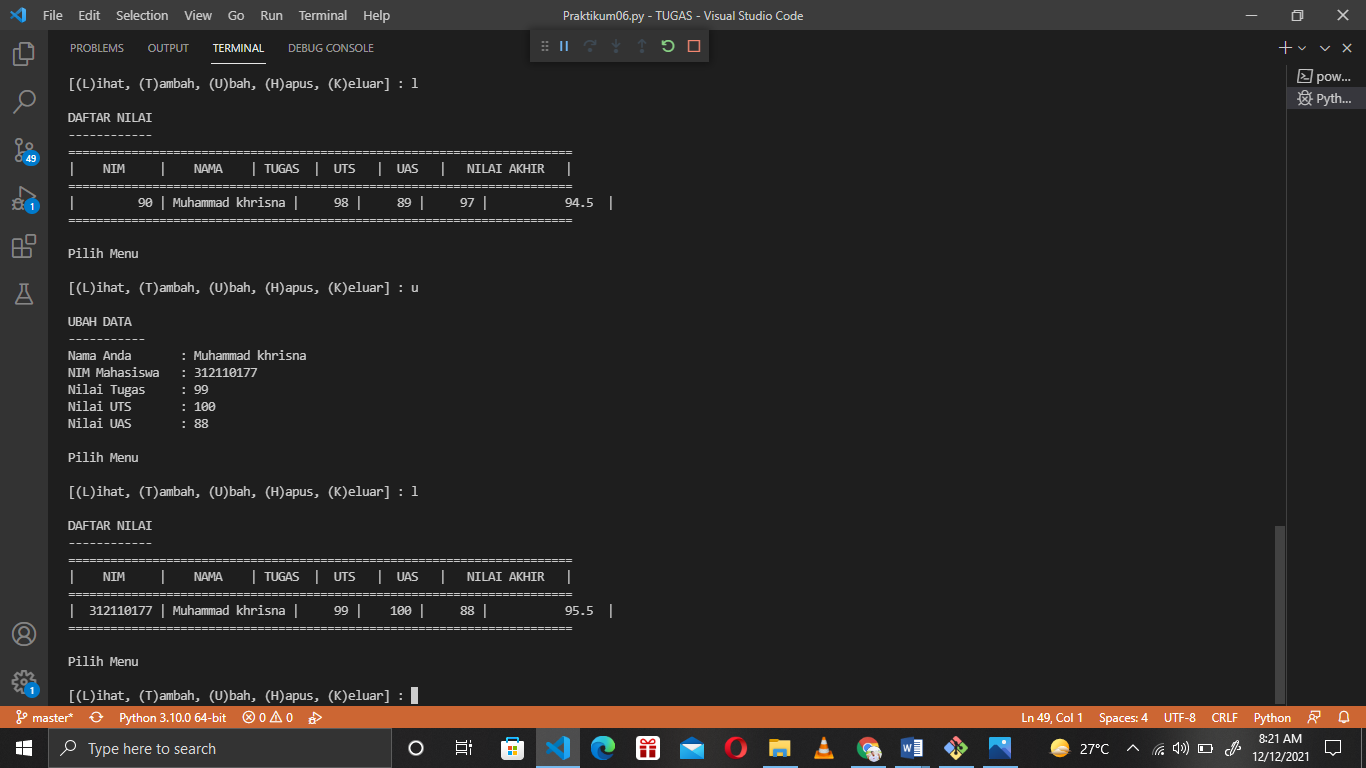 File Edit Selection View Go Run Terminal Help Praktikum06.py - TUGAS - Visual Studio Code
PROBLEMS OUTPUT TERMINAL DEBUG CONSOLE
pow...
Pyth...
49
1
1
[(L)ihat, (T)ambah, (U)bah, (H)apus, (K)eluar] : l
DAFTAR NILAI
------------
========================================================================
|    NIM     |    NAMA    | TUGAS  |  UTS   |  UAS   |   NILAI AKHIR   |
========================================================================
|         90 | Muhammad khrisna |     98 |     89 |     97 |           94.5  |
========================================================================
Pilih Menu
[(L)ihat, (T)ambah, (U)bah, (H)apus, (K)eluar] : u
UBAH DATA
-----------
Nama Anda       : Muhammad khrisna
NIM Mahasiswa   : 312110177
Nilai Tugas     : 99
Nilai UTS       : 100
Nilai UAS       : 88
Pilih Menu
[(L)ihat, (T)ambah, (U)bah, (H)apus, (K)eluar] : l
DAFTAR NILAI
------------
========================================================================
|    NIM     |    NAMA    | TUGAS  |  UTS   |  UAS   |   NILAI AKHIR   |
========================================================================
|  312110177 | Muhammad khrisna |     99 |    100 |     88 |           95.5  |
========================================================================
Pilih Menu
[(L)ihat, (T)ambah, (U)bah, (H)apus, (K)eluar] :
master* Python 3.10.0 64-bit 0 0 Ln 49, Col 1 Spaces: 4 UTF-8 CRLF Python
Type here to search 27°C 8:21 AM
12/12/2021